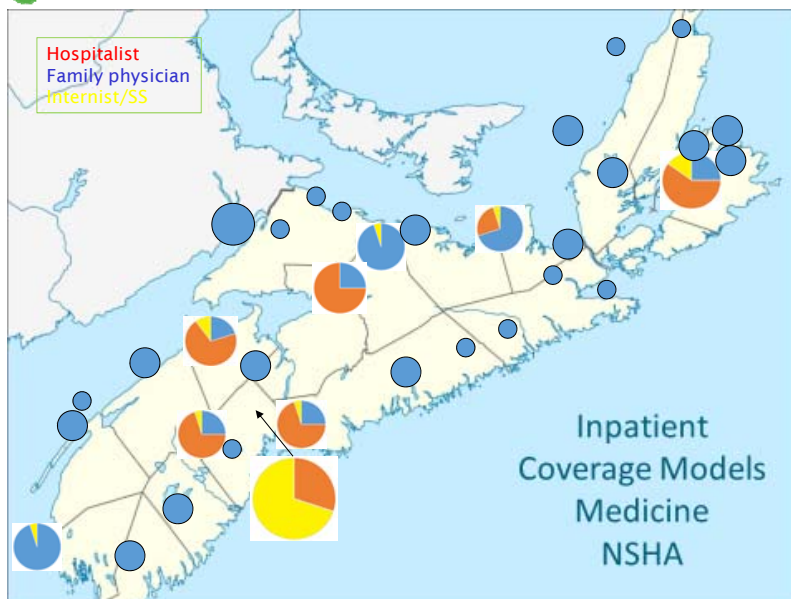 Hospitalist
Family physician
Internist/SS
Inpatient
Coverage Models
Medicine
NSHA